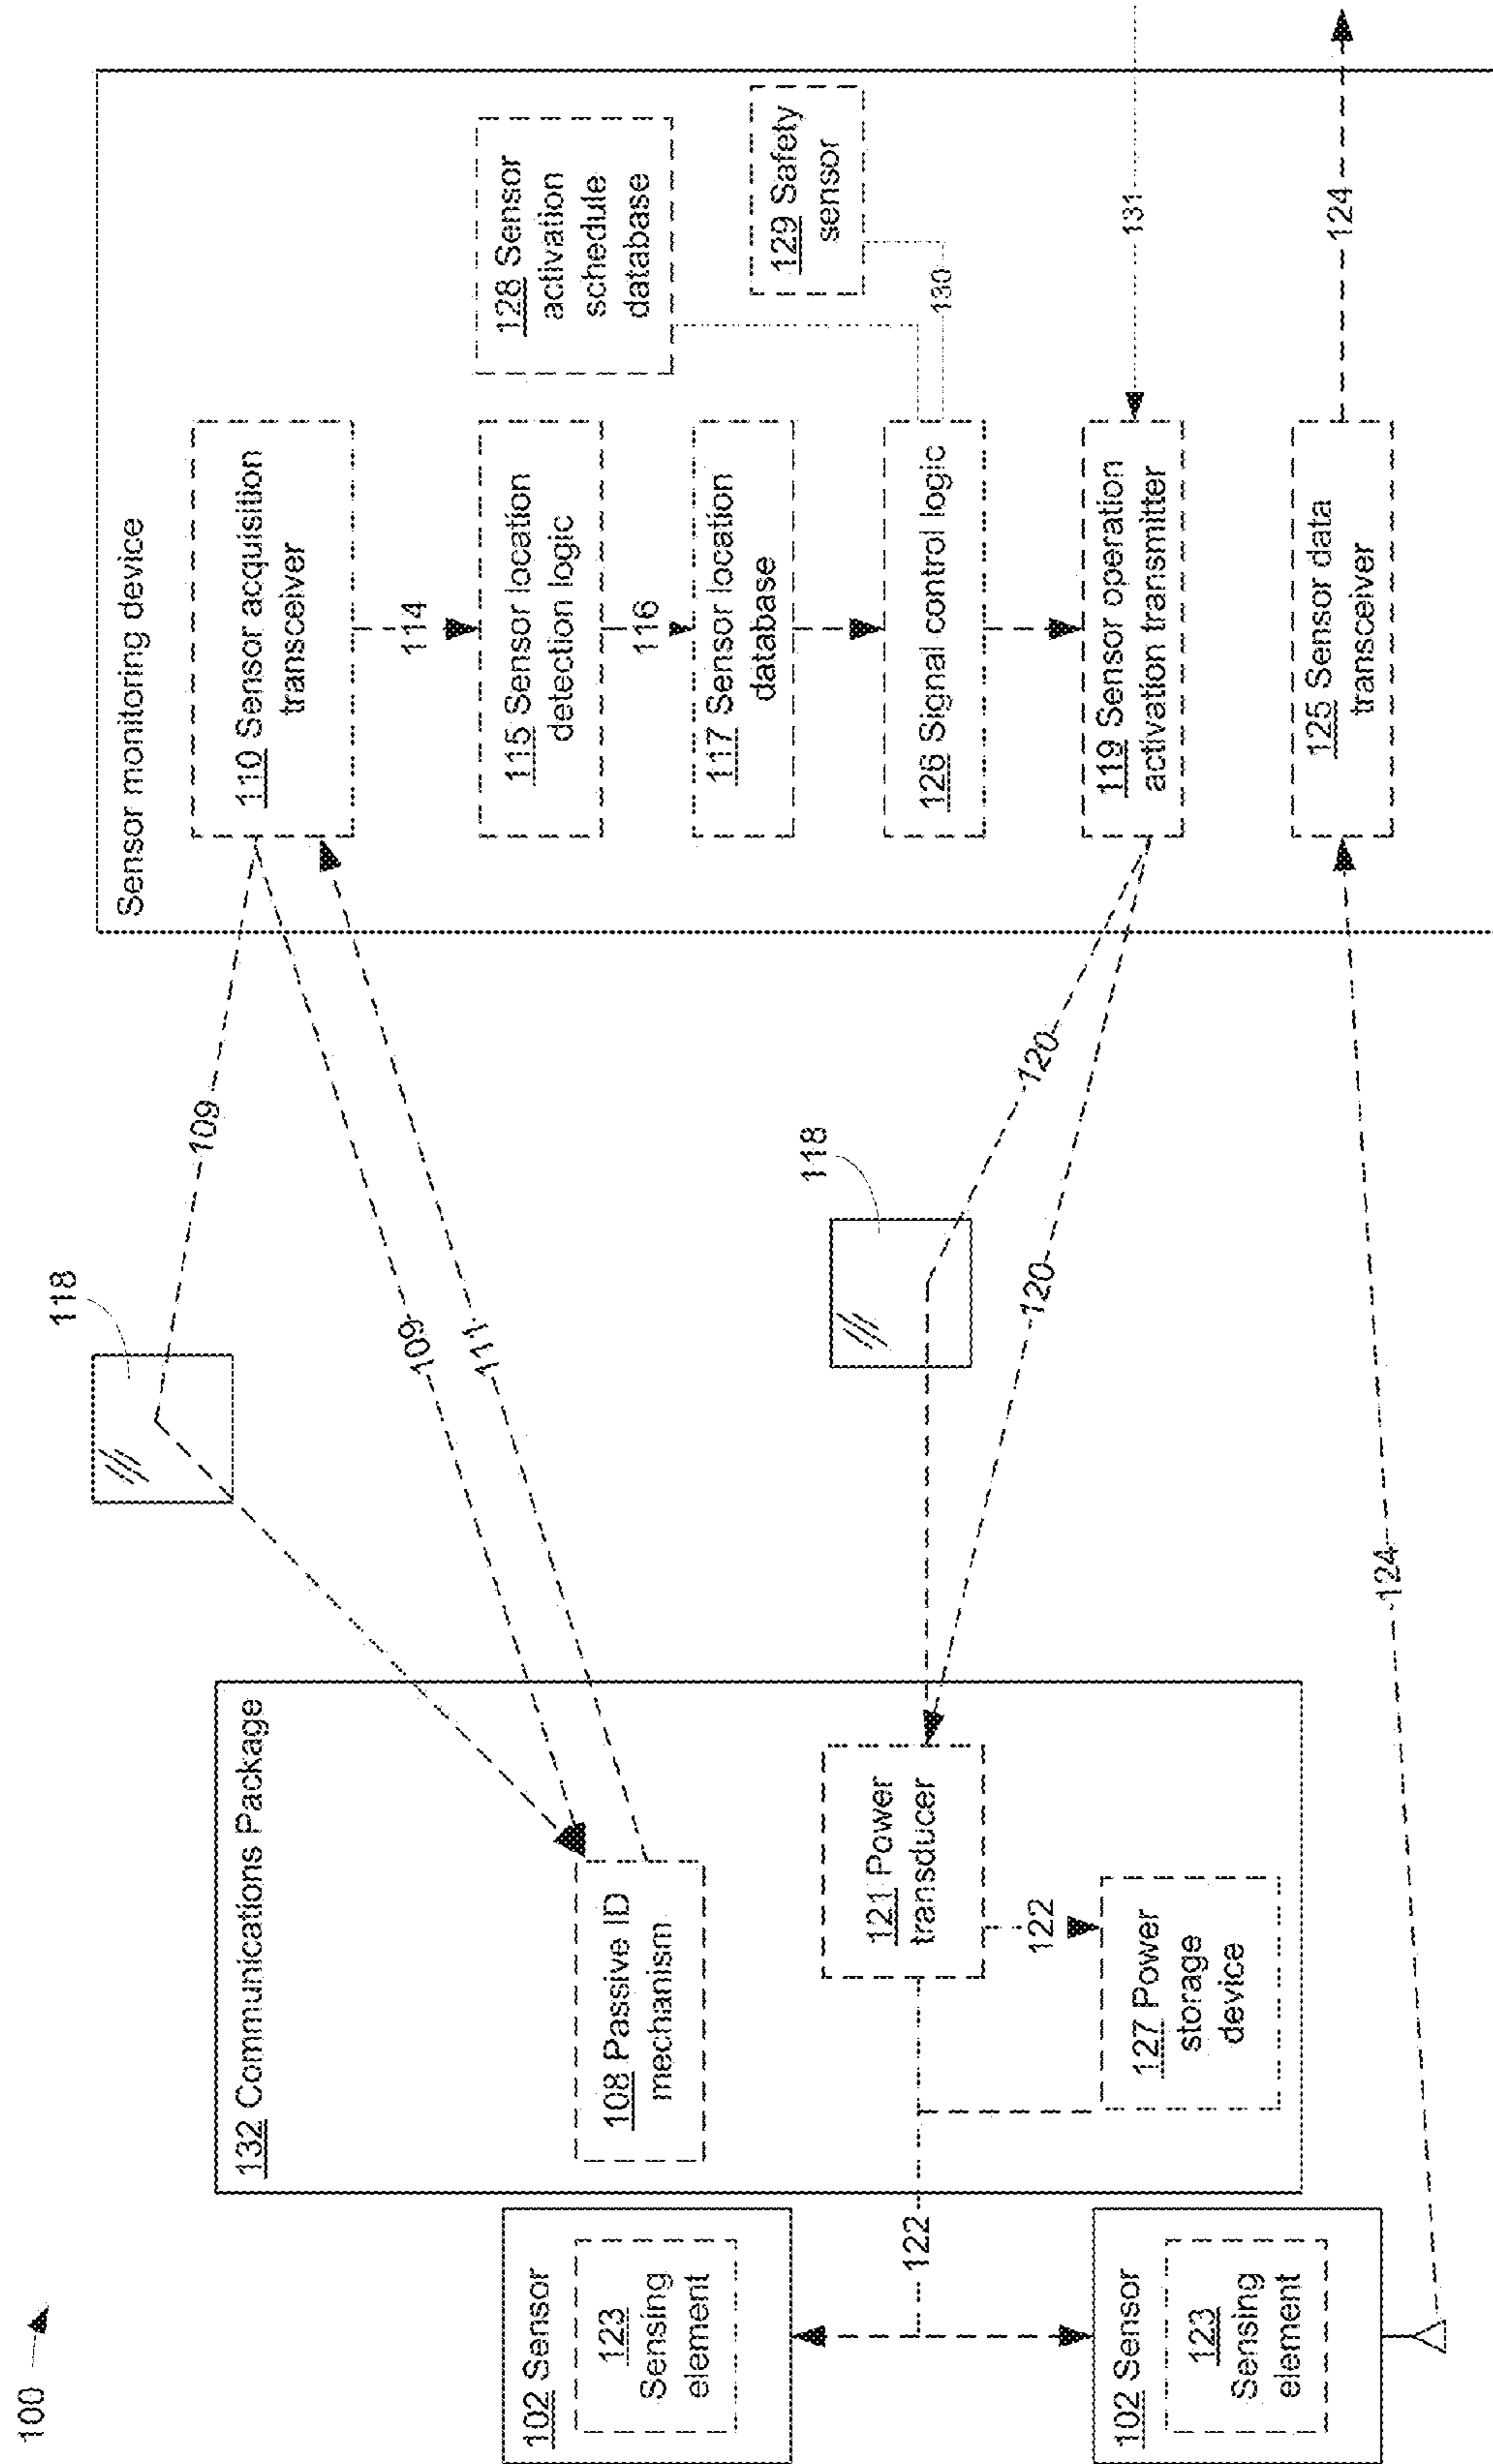 100
102 Sensor
123
Sensing
element
102 Sensor
123
Sensing
element
122
132 Communications Package
108 Passive ID
mechanism
121 Power
transducer
122
127 Power
storage
device
118
118
109
109
111
120
120
124
Sensor monitoring device
110 Sensor acquisition
transceiver
114
115 Sensor location
detection logic
116
117 Sensor location
database
126 Signal control logic
119 Sensor operation
activation transmitter
125 Sensor data
transceiver
128 Sensor
activation
schedule
database
129 Safety
sensor
130
131
124